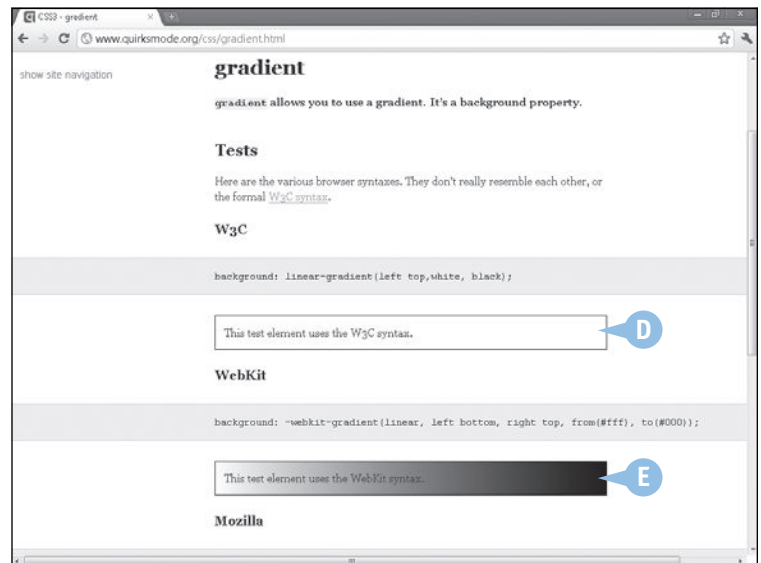 CSS3 - gradient
www.quirksmode.org/css/gradient.html
show site navigation
gradient
gradient allows you to use a gradient. It's a background property.
Tests
Here are the various browser syntaxes. They don't really resemble each other, or
the formal W3C syntax.
W3C
background: linear-gradient(left top,white, black);
This test element uses the W3C syntax.
D
WebKit
background: -webkit-gradient(linear, left bottom, right top, from(#fff), to(#000));
This test element uses the WebKit syntax.
E
Mozilla